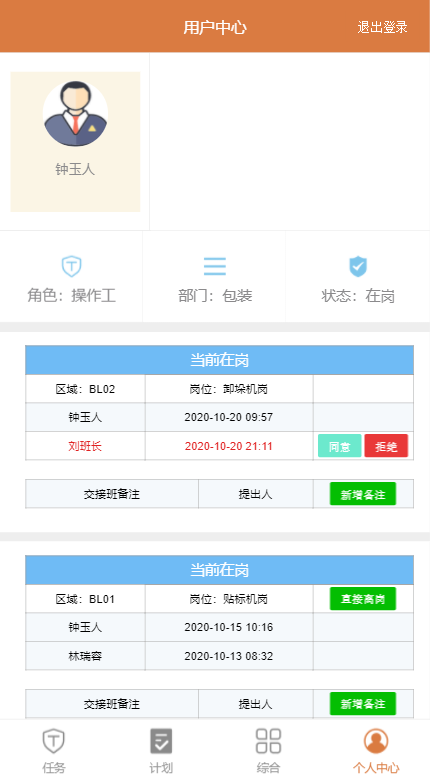 用户中心 退出登录
钟玉人
角色：操作工 部门：包装 状态：在岗
当前在岗
区域：BL02 岗位：卸垛机岗
钟玉人 2020-10-20 09:57
刘班长 2020-10-20 21:11 同意 拒绝
交接班备注 提出人 新增备注
当前在岗
区域：BL01 岗位：贴标机岗 直接离岗
钟玉人 2020-10-15 10:16
林瑞容 2020-10-13 08:32
交接班备注 提出人 新增备注
任务 计划 综合 个人中心